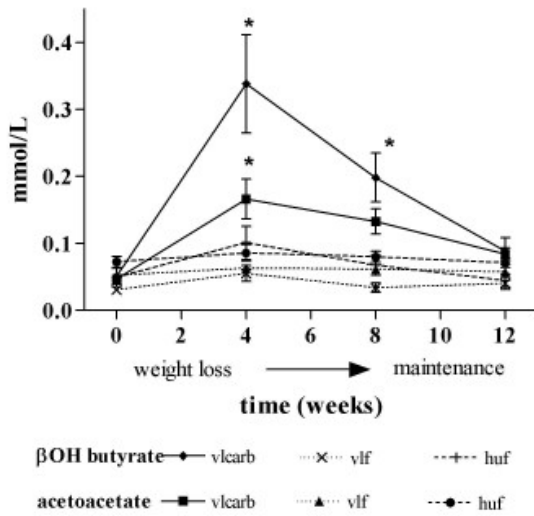 0.4
*
0.3
mmol/L
*
*
0.2
0.1
0.0
0 2 4 6 8 10 12
weight loss maintenance
time (weeks)
βOH butyrate vlcarb vlf huf
acetoacetate vlcarb vlf huf